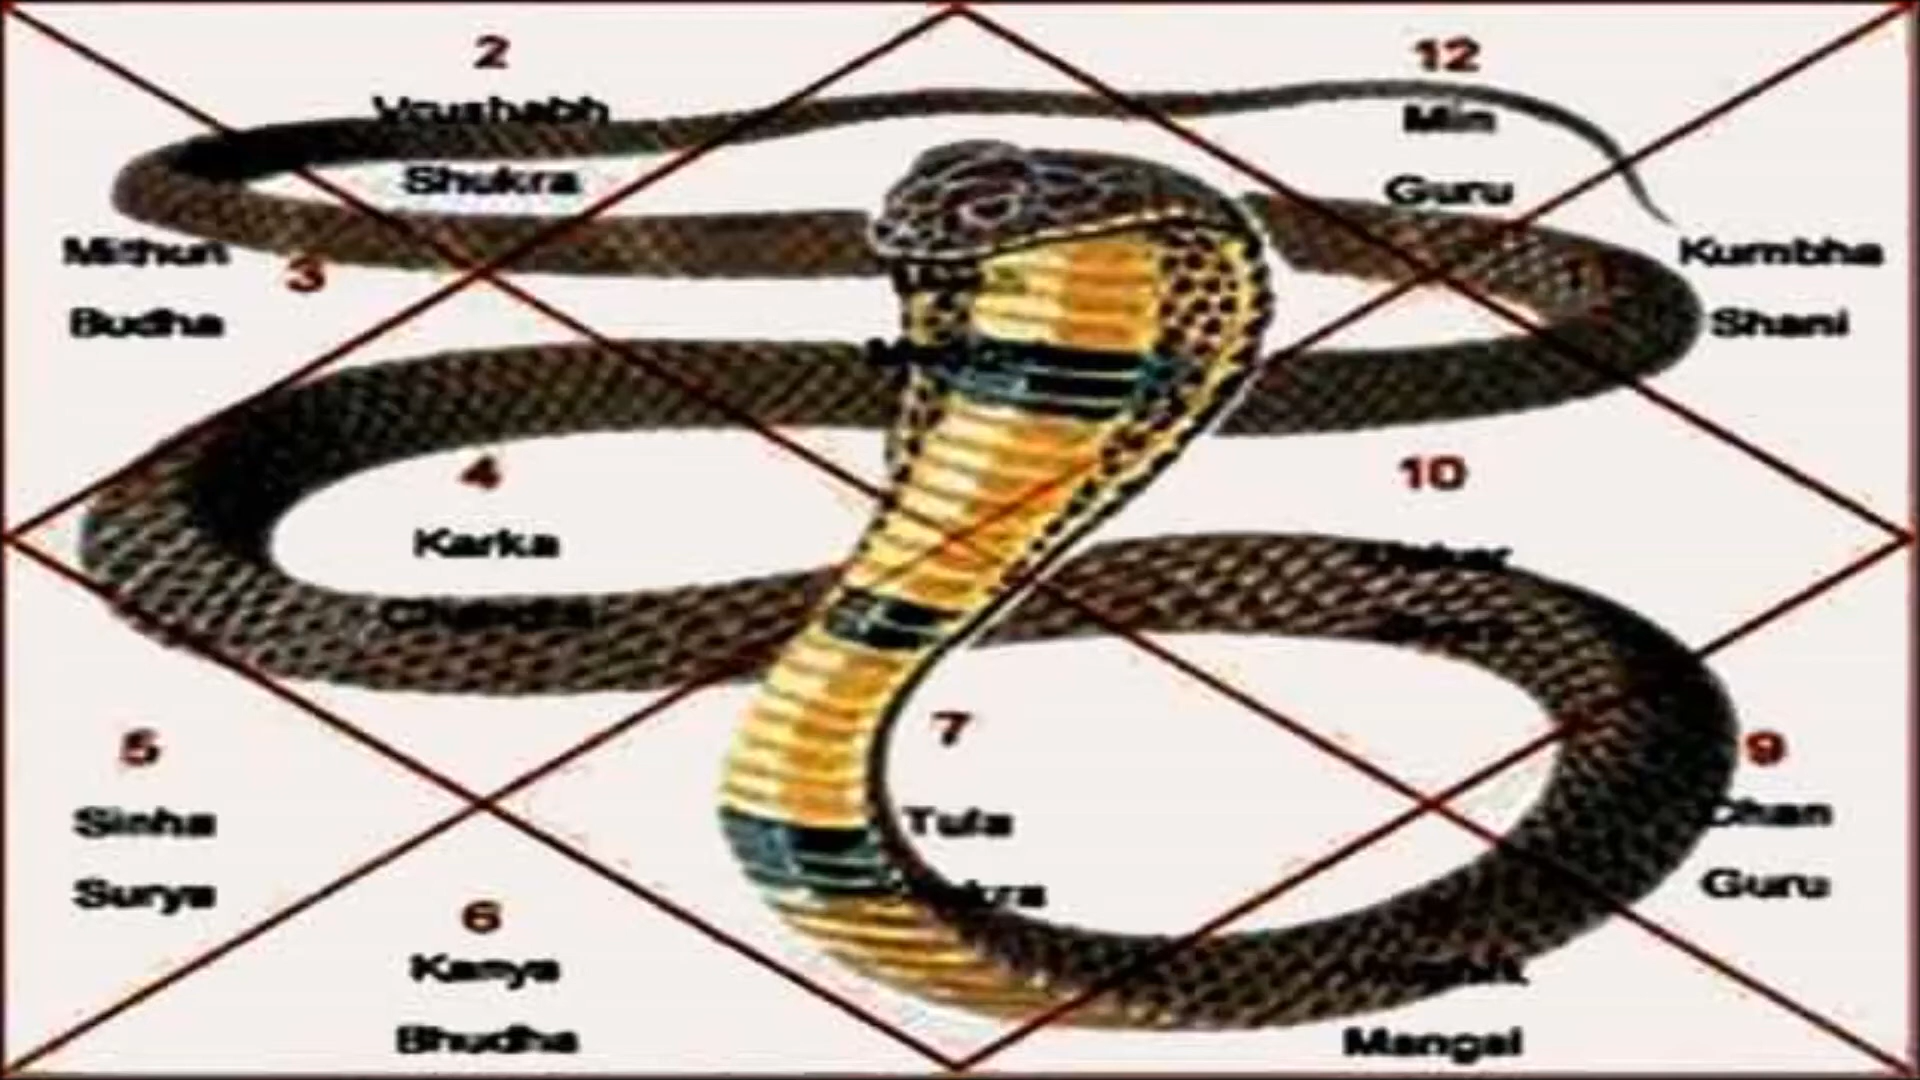 2
Vrushabh
Shukra
12
Min
Guru
Mithun
3
Budha
Kumbha
Shani
4
Karka
10
5
Sinha
Surya
7
Tula
9
Dhan
Guru
6
Kanya
Bhudha
Mangal